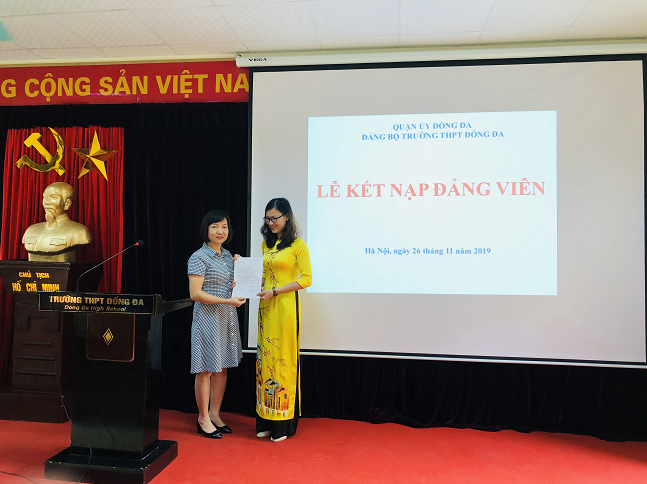 G CỘNG SẢN VIỆT NA
VEGA
QUẬN ỦY ĐỐNG ĐA
ĐẢNG BỘ TRƯỜNG THPT ĐỐNG ĐA
LỄ KẾT NẠP ĐẢNG VIÊN
Hà Nội, ngày 26 tháng 11 năm 2019
CHỦ TỊCH
HỒ CHÍ MINH
TRƯỜNG THPT ĐỐNG ĐA
Dong Da High School